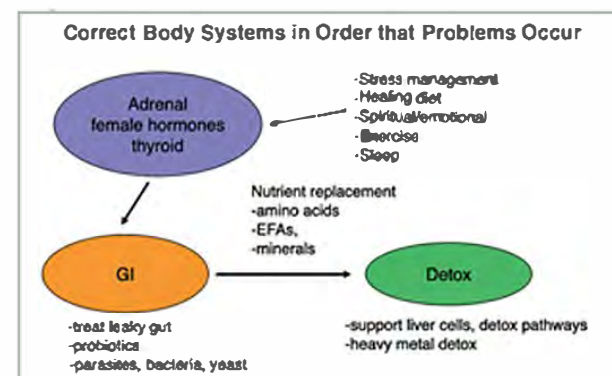 Correct Body Systems in Order that Problems Occur
Adrenal
female hormones
thyroid
-Stress management
-Healing diet
-Spiritual/emotional
-Exercise
-Sleep
Nutrient replacement
-amino acids
-EFAs,
-minerals
GI
Detox
-treat leaky gut
-probiotics
-parasites, bacteria, yeast
-support liver cells, detox pathways
-heavy metal detox